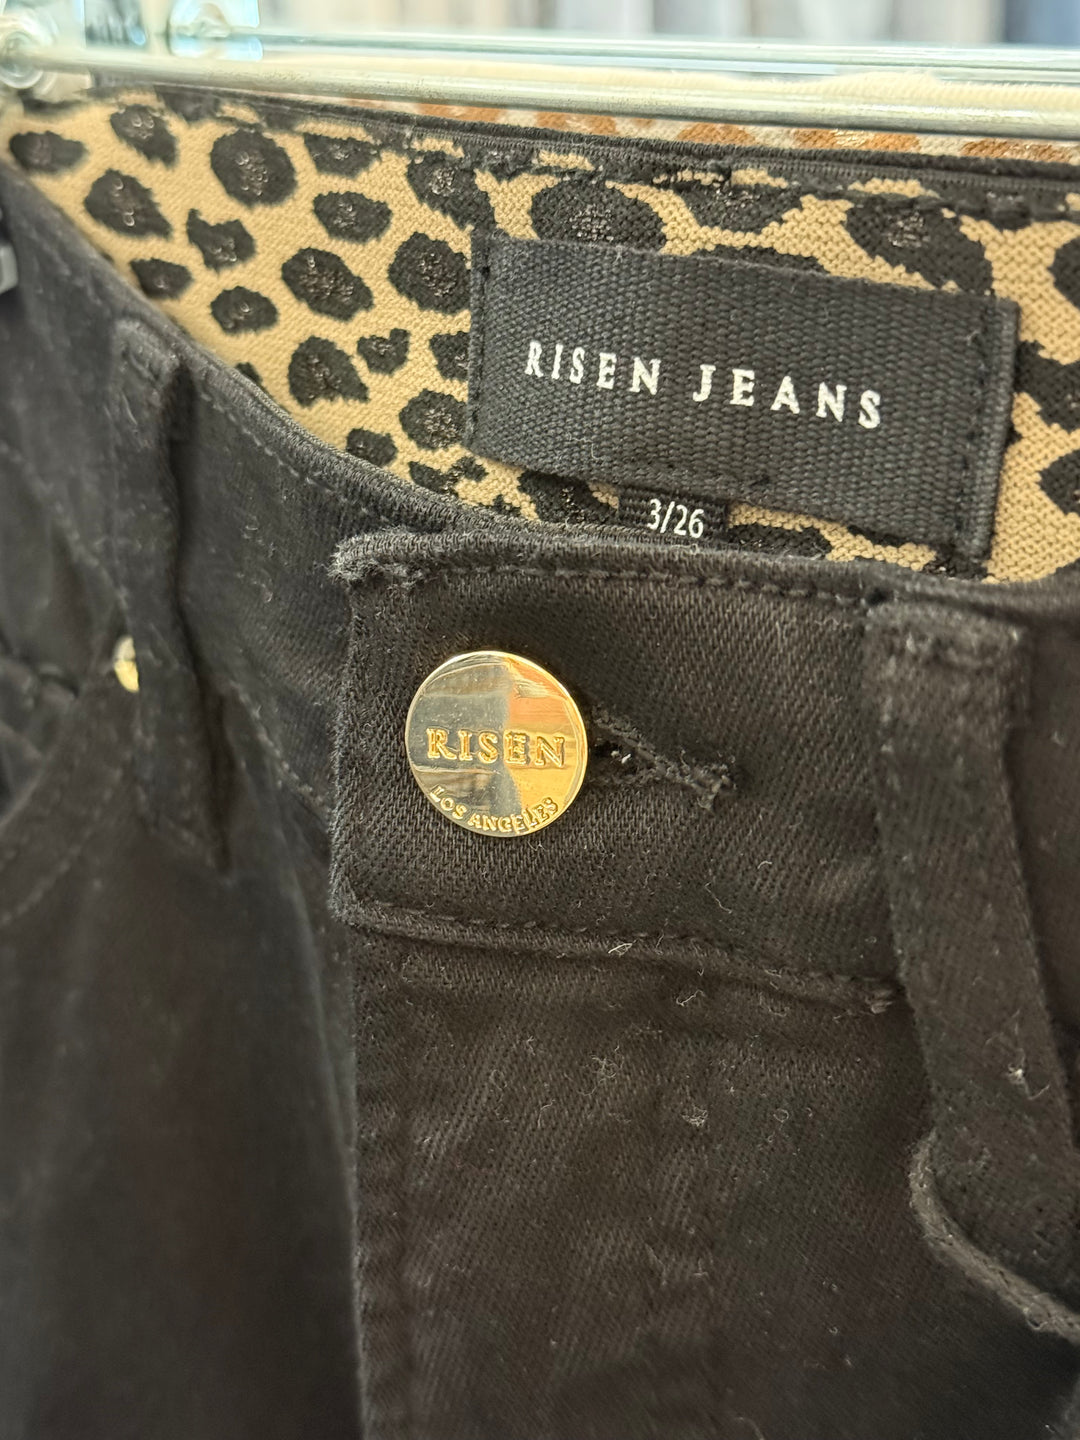 RISEN JEANS
3/26
RISEN
LOS ANGELES